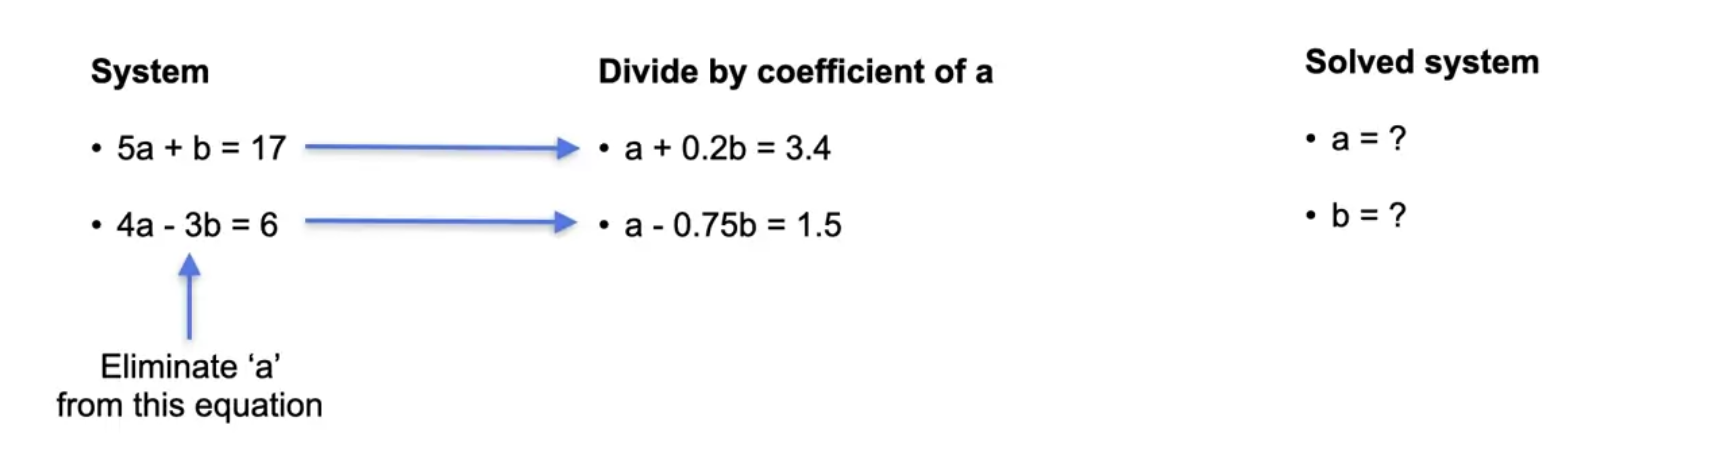 System
• 5a + b = 17
• 4a - 3b = 6
Eliminate ‘a’
from this equation
Divide by coefficient of a
• a + 0.2b = 3.4
• a - 0.75b = 1.5
Solved system
• a = ?
• b = ?